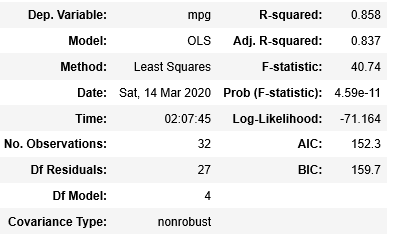 Dep. Variable: mpg R-squared: 0.858
Model: OLS Adj. R-squared: 0.837
Method: Least Squares F-statistic: 40.74
Date: Sat, 14 Mar 2020 Prob (F-statistic): 4.59e-11
Time: 02:07:45 Log-Likelihood: -71.164
No. Observations: 32 AIC: 152.3
Df Residuals: 27 BIC: 159.7
Df Model: 4
Covariance Type: nonrobust